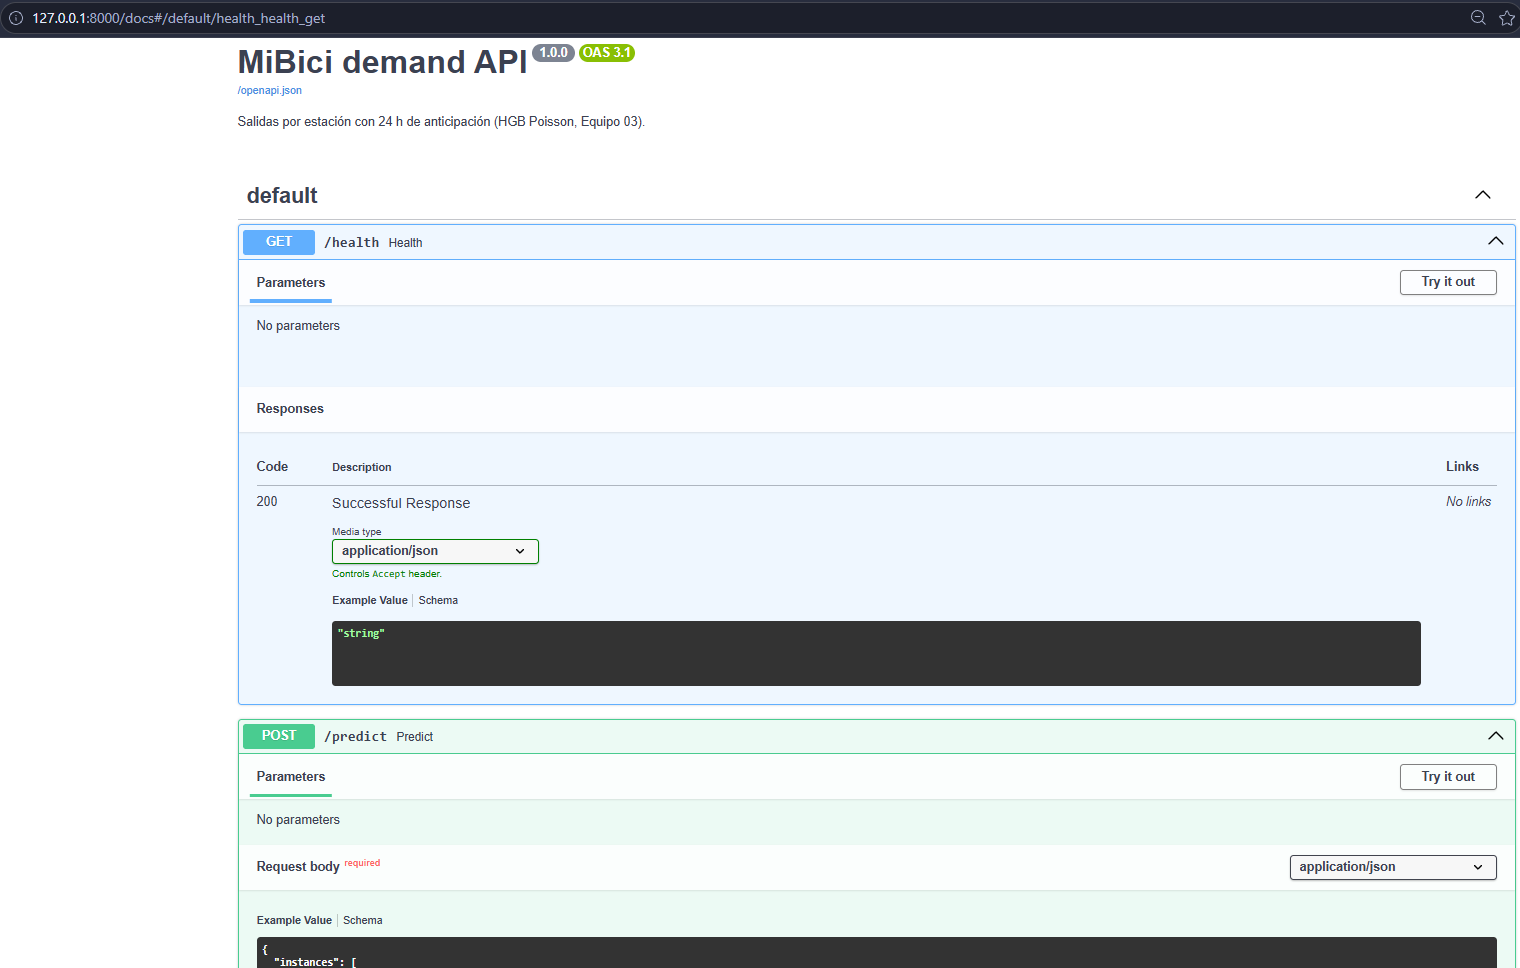 127.0.0.1:8000/docs#/default/health_health_get
MiBici demand API 1.0.0 OAS 3.1
/openapi.json
Salidas por estación con 24 h de anticipación (HGB Poisson, Equipo 03).
default
GET /health Health
Parameters Try it out
No parameters
Responses
Code Description Links
200 Successful Response No links
Media type
application/json
Controls Accept header.
Example Value Schema
"string"
POST /predict Predict
Parameters Try it out
No parameters
Request body required application/json
Example Value Schema
{
"instances": [